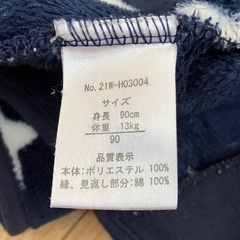 No.21W-H03004
サイズ
身長 90cm
体重 13kg
90
品質表示
本体:ポリエステル 100%
縁、見返し部分:綿 100%